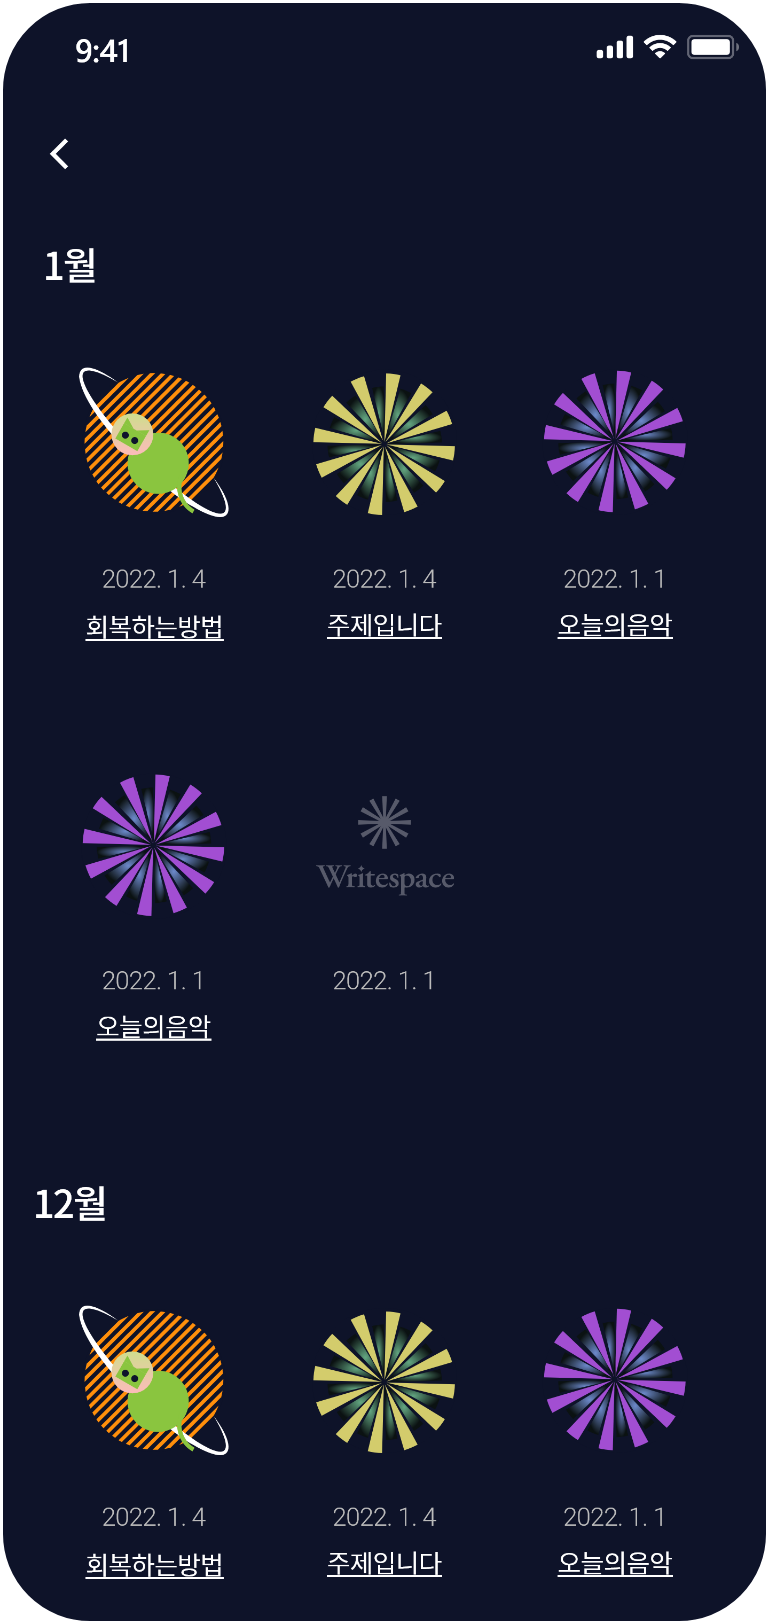 9:41
1월
2022. 1. 4
2022. 1. 4
2022. 1. 1
회복하는방법
주제입니다
오늘의음악
Writespace
2022. 1. 1
2022. 1. 1
오늘의음악
12월
2022. 1. 4
2022. 1. 4
2022. 1. 1
회복하는방법
주제입니다
오늘의음악